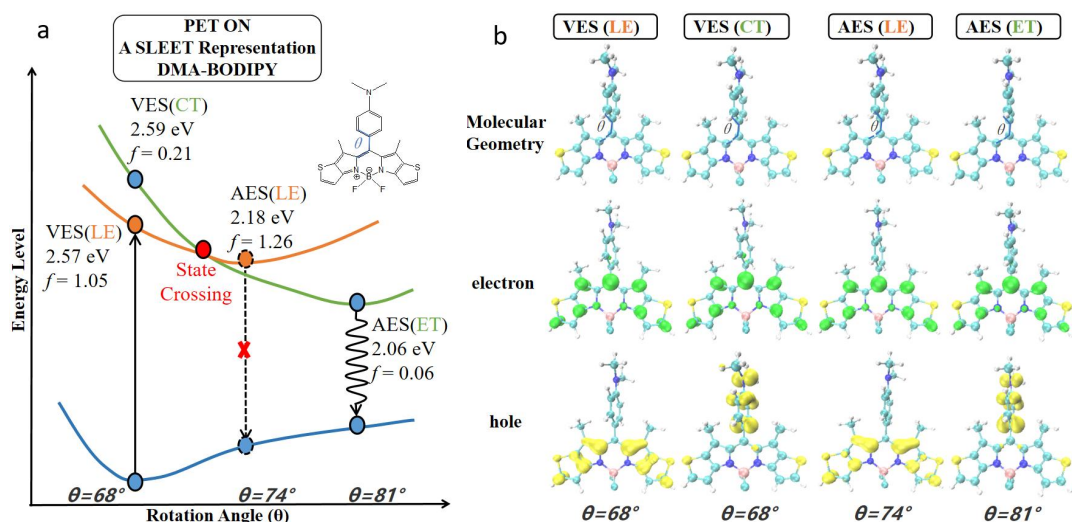 a
PET ON
A SLEET Representation
DMA-BODIPY
VES(CT)
2.59 eV
f = 0.21
VES(LE)
2.57 eV
f = 1.05
State
Crossing
AES(LE)
2.18 eV
f = 1.26
AES(ET)
2.06 eV
f = 0.06
N
θ
S
N
⊕
B
⊖
N
S
F
F
Energy Level
θ=68°
θ=74°
θ=81°
Rotation Angle (θ)
b
VES (LE)
VES (CT)
AES (LE)
AES (ET)
Molecular
Geometry
θ
θ
θ
θ
electron
hole
θ=68°
θ=68°
θ=74°
θ=81°